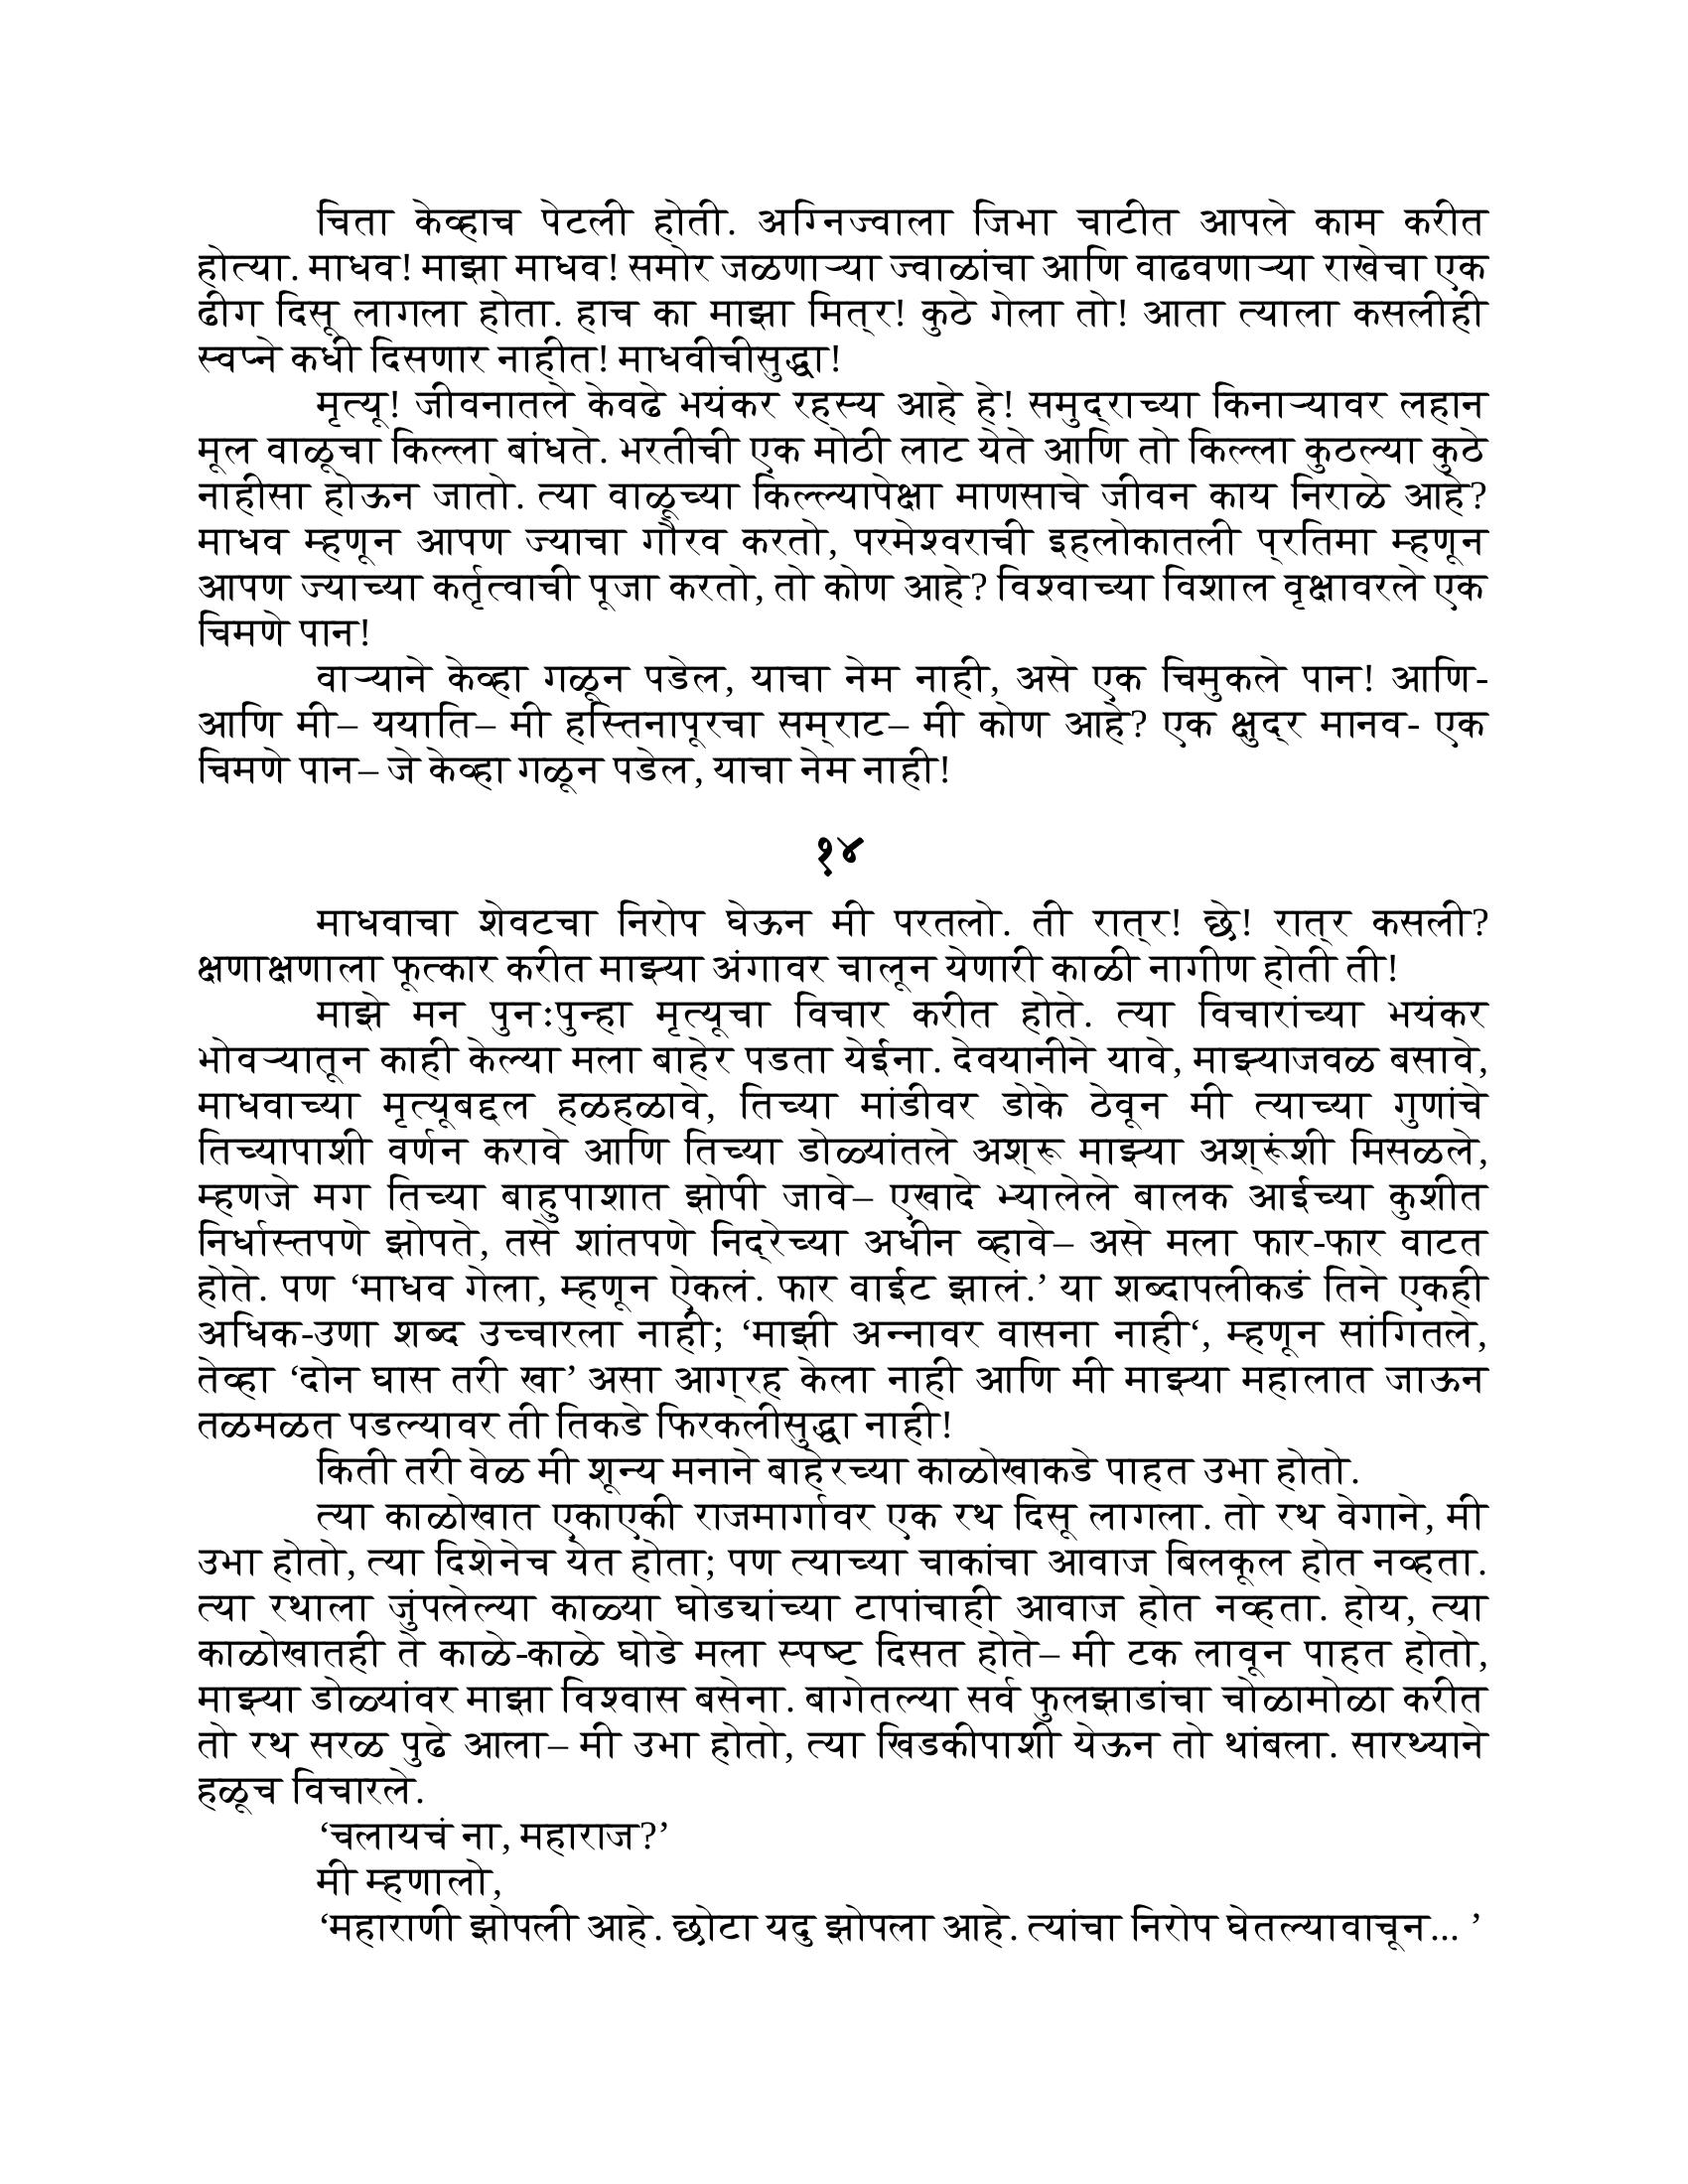 चिता केव्हाच पेटली होती. अग्निज्वाला जिभा चाटीत आपले काम करीत
होत्या. माधव! माझा माधव! समोर जळणाऱ्या ज्वाळांचा आणि वाढवणाऱ्या राखेचा एक
ढीग दिसू लागला होता. हाच का माझा मित्र! कुठे गेला तो! आता त्याला कसलीही
स्वप्ने कधी दिसणार नाहीत! माधवीचीसुद्धा!
मृत्यू! जीवनातले केवढे भयंकर रहस्य आहे हे! समुद्राच्या किनाऱ्यावर लहान
मूल वाळूचा किल्ला बांधते. भरतीची एक मोठी लाट येते आणि तो किल्ला कुठल्या कुठे
नाहीसा होऊन जातो. त्या वाळूच्या किल्ल्यापेक्षा माणसाचे जीवन काय निराळे आहे?
माधव म्हणून आपण ज्याचा गौरव करतो, परमेश्वराची इहलोकातली प्रतिमा म्हणून
आपण ज्याच्या कर्तृत्वाची पूजा करतो, तो कोण आहे? विश्वाच्या विशाल वृक्षावरले एक
चिमणे पान!
वाऱ्याने केव्हा गळून पडेल, याचा नेम नाही, असे एक चिमुकले पान! आणि-
आणि मी– ययाति– मी हस्तिनापूरचा सम्राट– मी कोण आहे? एक क्षुद्र मानव- एक
चिमणे पान– जे केव्हा गळून पडेल, याचा नेम नाही!
१४
माधवाचा शेवटचा निरोप घेऊन मी परतलो. ती रात्र! छे! रात्र कसली?
क्षणाक्षणाला फूत्कार करीत माझ्या अंगावर चालून येणारी काळी नागीण होती ती!
माझे मन पुनःपुन्हा मृत्यूचा विचार करीत होते. त्या विचारांच्या भयंकर
भोवऱ्यातून काही केल्या मला बाहेर पडता येईना. देवयानीने यावे, माझ्याजवळ बसावे,
माधवाच्या मृत्यूबद्दल हळहळावे, तिच्या मांडीवर डोके ठेवून मी त्याच्या गुणांचे
तिच्यापाशी वर्णन करावे आणि तिच्या डोळ्यांतले अश्रू माझ्या अश्रूंशी मिसळले,
म्हणजे मग तिच्या बाहुपाशात झोपी जावे– एखादे भ्यालेले बालक आईच्या कुशीत
निर्धास्तपणे झोपते, तसे शांतपणे निद्रेच्या अधीन व्हावे– असे मला फार-फार वाटत
होते. पण ‘माधव गेला, म्हणून ऐकलं. फार वाईट झालं.’ या शब्दापलीकडं तिने एकही
अधिक-उणा शब्द उच्चारला नाही; ‘माझी अन्नावर वासना नाही‘, म्हणून सांगितले,
तेव्हा ‘दोन घास तरी खा’ असा आग्रह केला नाही आणि मी माझ्या महालात जाऊन
तळमळत पडल्यावर ती तिकडे फिरकलीसुद्धा नाही!
किती तरी वेळ मी शून्य मनाने बाहेरच्या काळोखाकडे पाहत उभा होतो.
त्या काळोखात एकाएकी राजमार्गावर एक रथ दिसू लागला. तो रथ वेगाने, मी
उभा होतो, त्या दिशेनेच येत होता; पण त्याच्या चाकांचा आवाज बिलकूल होत नव्हता.
त्या रथाला जुंपलेल्या काळ्या घोड्यांच्या टापांचाही आवाज होत नव्हता. होय, त्या
काळोखातही ते काळे-काळे घोडे मला स्पष्ट दिसत होते– मी टक लावून पाहत होतो,
माझ्या डोळ्यांवर माझा विश्वास बसेना. बागेतल्या सर्व फुलझाडांचा चोळामोळा करीत
तो रथ सरळ पुढे आला– मी उभा होतो, त्या खिडकीपाशी येऊन तो थांबला. सारथ्याने
हळूच विचारले.
‘चलायचं ना, महाराज?’
मी म्हणालो,
‘महाराणी झोपली आहे. छोटा यदु झोपला आहे. त्यांचा निरोप घेतल्यावाचून... ’